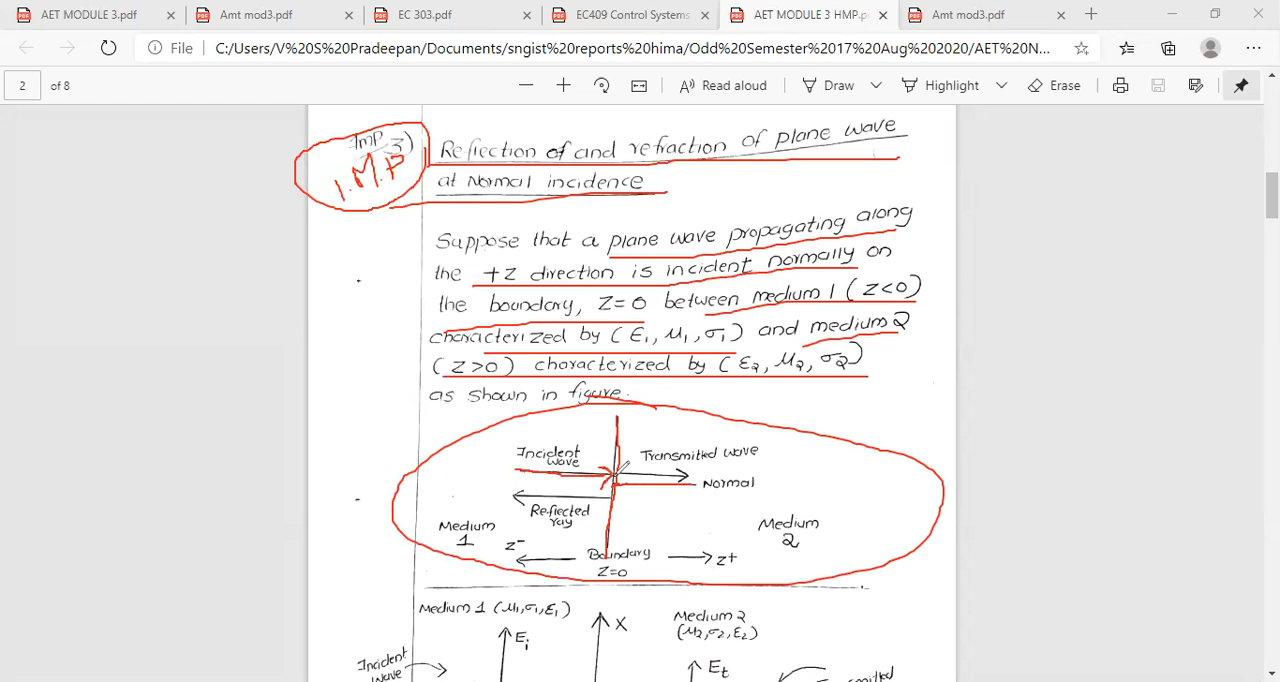 AET MODULE 3.pdf
Amt mod3.pdf
EC 303.pdf
EC409 Control Systems
AET MODULE 3 HMP.p
Amt mod3.pdf
File
C:/Users/V%20S%20Pradeepan/Documents/sngist%20reports%20hima/Odd%20Semester%2017%20Aug%202020/AET%20N...
2 of 8
Read aloud
Draw
Highlight
Erase
Imp 3)
I.M.P
Reflection of and refraction of plane wave
at Normal incidence
Suppose that a plane wave propagating along
the +z direction is incident normally on
the boundary, z=0 between medium 1 (z<0)
characterized by (ε1, μ1, σ1) and medium 2
(z>0) characterized by (ε2, μ2, σ2)
as shown in figure.
Incident wave
Transmitted wave
Normal
Reflected ray
Medium 1
Medium 2
z-
Boundary
z=0
z+
Medium 1 (μ1,σ1,ε1)
X
Medium 2
(μ2,σ2,ε2)
Ei
Incident wave
Et